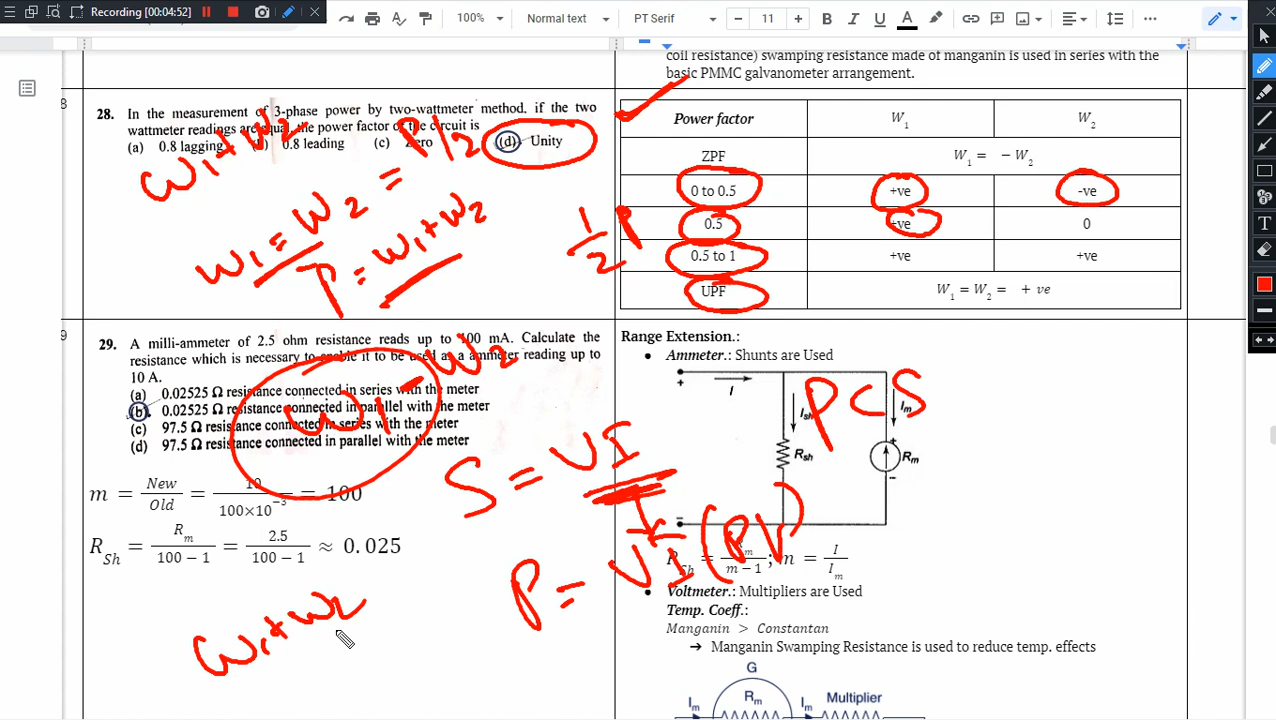 Recording [00:04:52]
100%
Normal text
PT Serif
11
B I U A
coil resistance) swamping resistance made of manganin is used in series with the
basic PMMC galvanometer arrangement.
8
28. In the measurement of 3-phase power by two-wattmeter method, if the two
wattmeter readings are equal, the power factor of the circuit is
(a) 0.8 lagging (b) 0.8 leading (c) Zero (d) Unity
W1+W2
= P/2
W1 = W2
P = W1+W2
1/2 P
Power factor W1 W2
ZPF W1 = − W2
0 to 0.5 +ve -ve
0.5 +ve 0
0.5 to 1 +ve +ve
UPF W1 = W2 = + ve
9
29. A milli-ammeter of 2.5 ohm resistance reads up to 100 mA. Calculate the
resistance which is necessary to enable it to be used as a ammeter reading up to
10 A.
(a) 0.02525 Ω resistance connected in series with the meter
(b) 0.02525 Ω resistance connected in parallel with the meter
(c) 97.5 Ω resistance connected in series with the meter
(d) 97.5 Ω resistance connected in parallel with the meter
W1 - W2
m = New/Old = 10/100×10⁻³ = 100
RSh = Rm/100 − 1 = 2.5/100 − 1 ≈ 0.025
S = VI
P = VI (PV)
W1+W2
Range Extension.:
Ammeter.: Shunts are Used
+
I
Ish
Im
PCS
Rsh
+
Rm
−
−
RSh = Rm/m − 1; m = I/Im
Voltmeter.: Multipliers are Used
Temp. Coeff.:
Manganin > Constantan
➔ Manganin Swamping Resistance is used to reduce temp. effects
G
Im Rm Im Multiplier